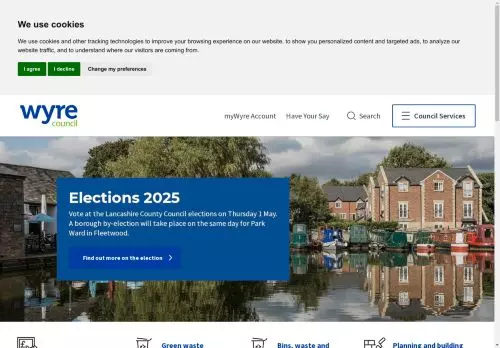 We use cookies
We use cookies and other tracking technologies to improve your browsing experience on our website, to show you personalized content and targeted ads, to analyze our
website traffic, and to understand where our visitors are coming from.
I agree
I decline
Change my preferences
wyre
council
myWyre Account
Have Your Say
Search
Council Services
Elections 2025
Vote at the Lancashire County Council elections on Thursday 1 May.
A borough by-election will take place on the same day for Park
Ward in Fleetwood.
Find out more on the election
Green waste
Bins, waste and
Planning and building